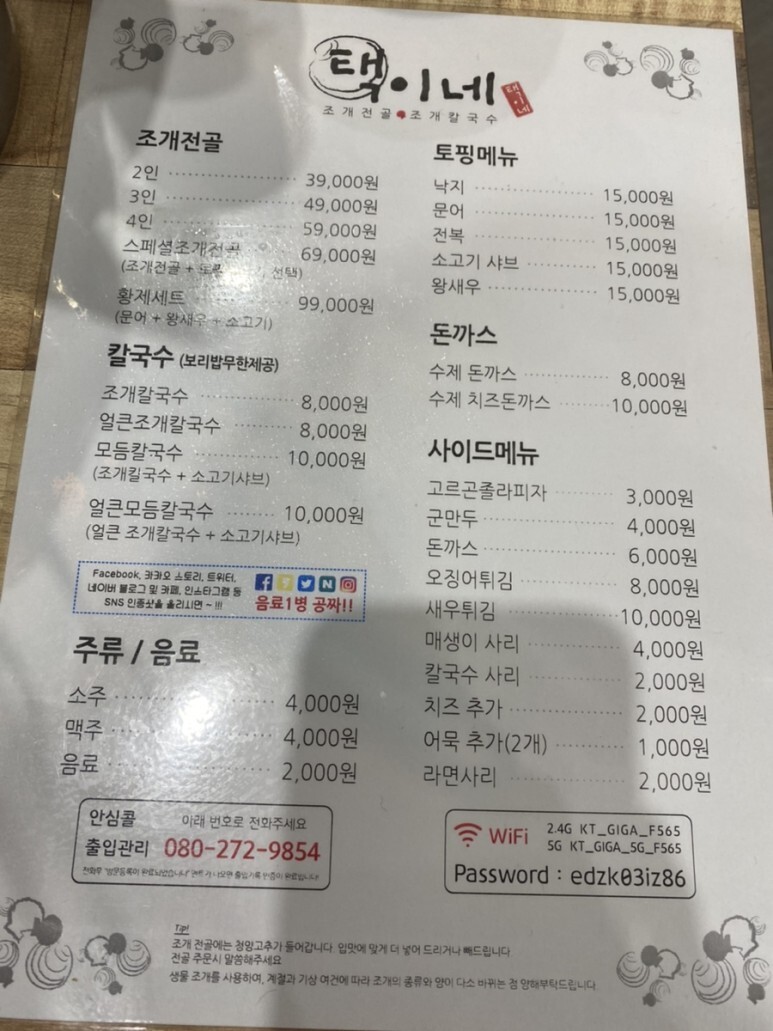 택이네
택이네
조개전골 조개칼국수
조개전골
2인 39,000원
3인 49,000원
4인 59,000원
스페셜조개전골 69,000원
(조개전골 + 선택)
황제세트 99,000원
(문어 + 왕새우 + 소고기)
칼국수 (보리밥무한제공)
조개칼국수 8,000원
얼큰조개칼국수 8,000원
모듬칼국수 10,000원
(조개칼국수 + 소고기샤브)
얼큰모듬칼국수 10,000원
(얼큰 조개칼국수 + 소고기샤브)
Facebook, 카카오 스토리, 트위터,
네이버 블로그 및 카페, 인스타그램 등
SNS 인증샷을 올리시면 ~ !!!
음료1병 공짜!!
주류 / 음료
소주 4,000원
맥주 4,000원
음료 2,000원
안심콜 아래 번호로 전화주세요
출입관리 080-272-9854
토핑메뉴
낙지 15,000원
문어 15,000원
전복 15,000원
소고기 샤브 15,000원
왕새우 15,000원
돈까스
수제 돈까스 8,000원
수제 치즈돈까스 10,000원
사이드메뉴
고르곤졸라피자 3,000원
군만두 4,000원
돈까스 6,000원
오징어튀김 8,000원
새우튀김 10,000원
매생이 사리 4,000원
칼국수 사리 2,000원
치즈 추가 2,000원
어묵 추가(2개) 1,000원
라면사리 2,000원
WiFi 2.4G KT_GIGA_F565
5G KT_GIGA_5G_F565
Password : edzk03iz86
Tip!
조개 전골에는 청양고추가 들어갑니다. 입맛에 맞게 더 넣어 드리거나 빼드립니다.
전골 주문시 말씀해주세요
생물 조개를 사용하여, 계절과 기상 여건에 따라 조개의 종류와 양이 다소 바뀌는 점 양해부탁드립니다.